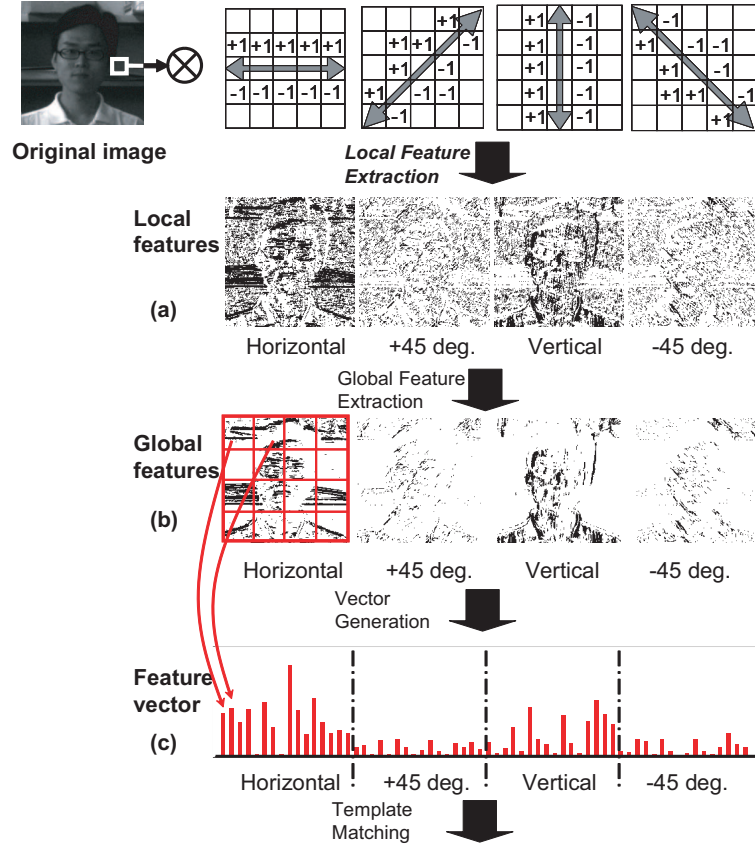 +1 +1 +1 +1 +1
-1 -1 -1 -1 -1
+1
+1 +1 -1
+1 -1
+1 -1
-1
+1 -1
+1 -1
+1 -1
+1 -1
+1 -1
-1
+1 -1 -1
+1 -1
+1 +1 -1
+1
Original image
Local Feature
Extraction
Local
features
(a)
Horizontal +45 deg. Vertical -45 deg.
Global Feature
Extraction
Global
features
(b)
Horizontal +45 deg. Vertical -45 deg.
Vector
Generation
Feature
vector
(c)
Horizontal +45 deg. Vertical -45 deg.
Template
Matching